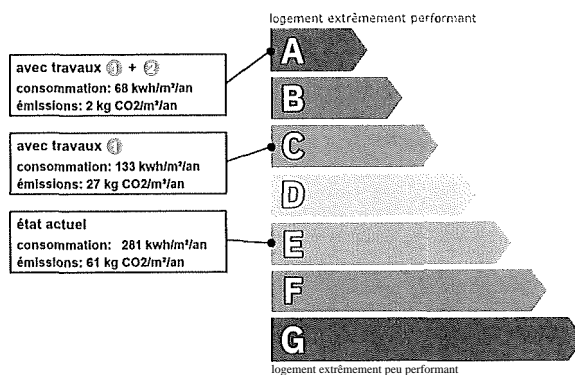 logement extrêmement performant
A
avec travaux ① + ②
consommation: 68 kwh/m²/an
émissions: 2 kg CO2/m²/an
B
avec travaux ①
consommation: 133 kwh/m²/an
émissions: 27 kg CO2/m²/an
C
D
état actuel
consommation: 281 kwh/m²/an
émissions: 61 kg CO2/m²/an
E
F
G
logement extrêmement peu performant